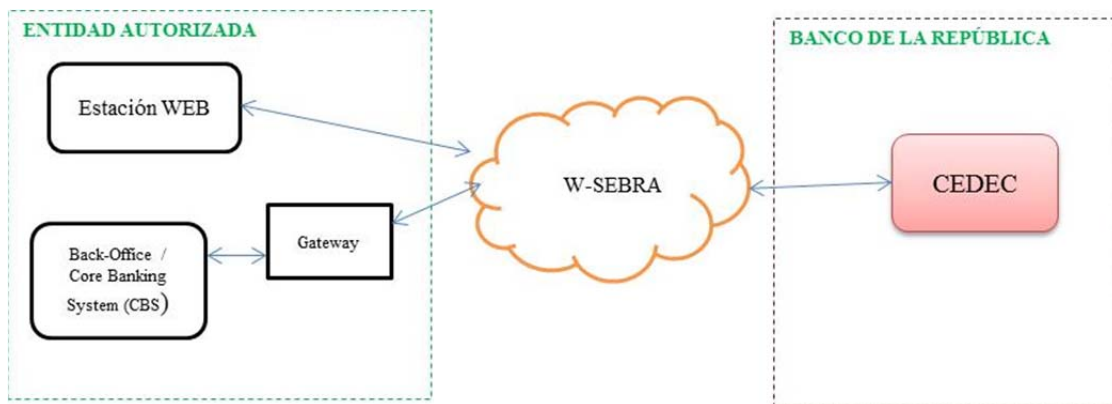 ENTIDAD AUTORIZADA
Estación WEB
Back-Office /
Core Banking
System (CBS)
Gateway
W-SEBRA
BANCO DE LA REPÚBLICA
CEDEC